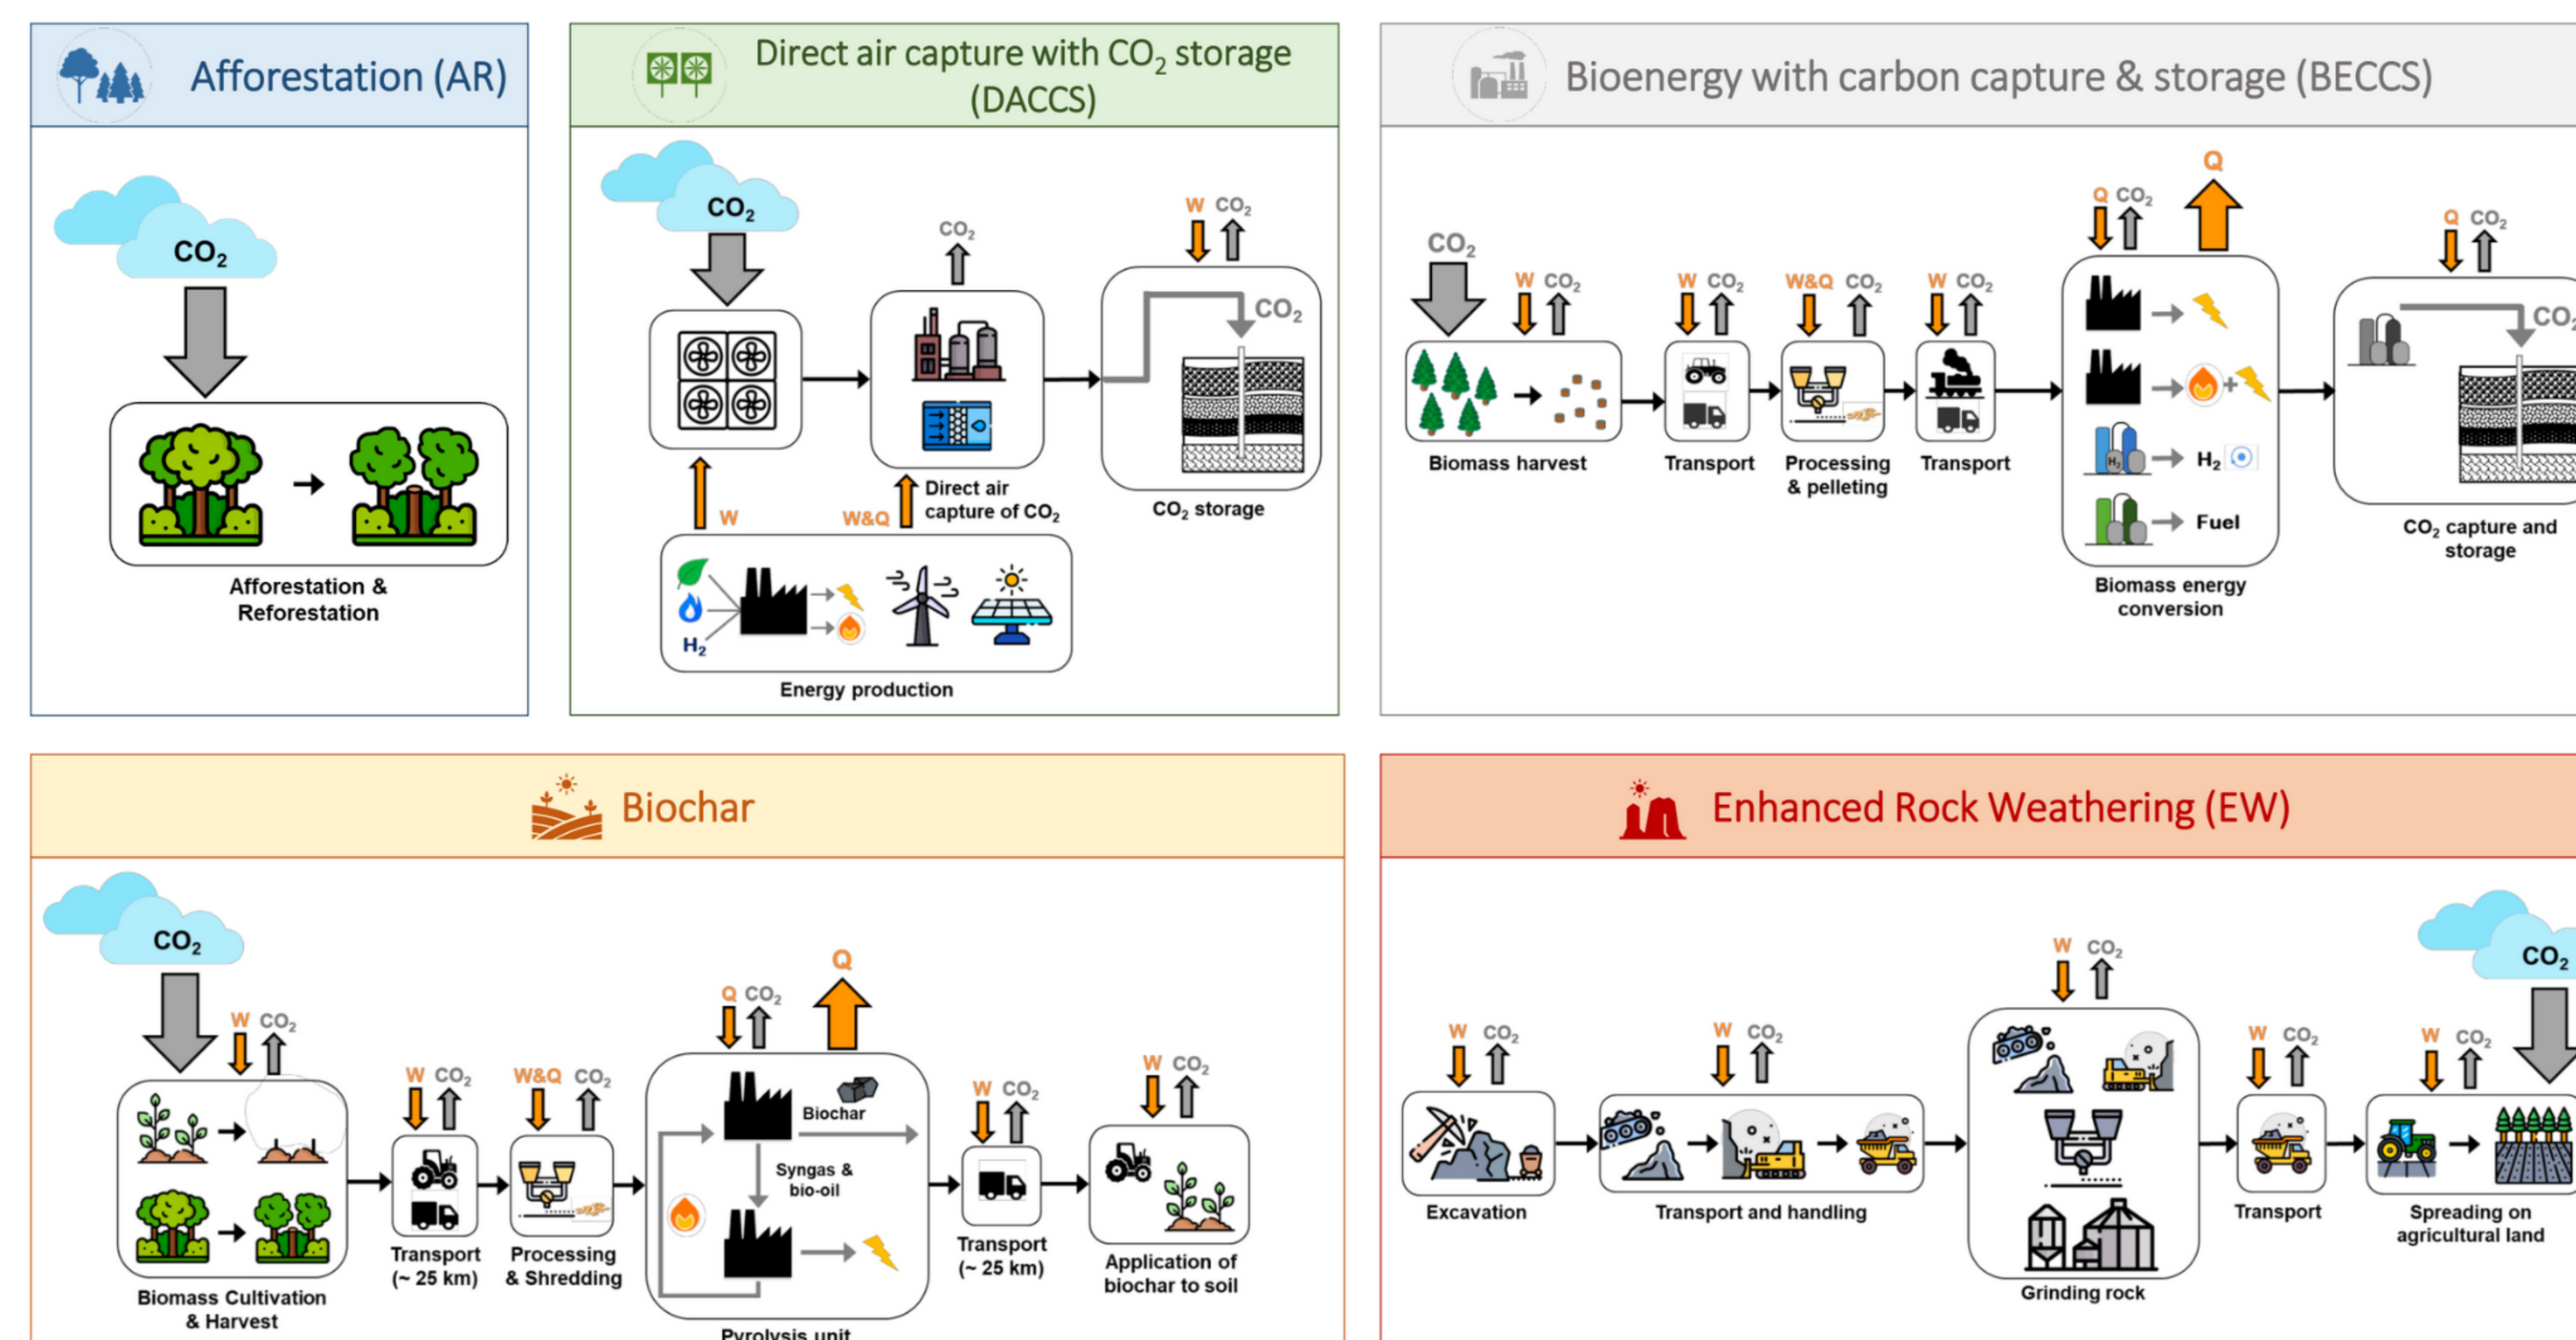 Afforestation (AR)
CO₂
Afforestation &
Reforestation
Direct air capture with CO₂ storage
(DACCS)
CO₂
CO₂
W CO₂
CO₂
W
W&Q
Direct air
capture of CO₂
CO₂ storage
H₂
Energy production
Bioenergy with carbon capture & storage (BECCS)
CO₂
W CO₂
W CO₂
W&Q CO₂
W CO₂
Q CO₂
Q
Q CO₂
CO₂
+
H₂
H₂
Fuel
Biomass harvest
Transport
Processing
& pelleting
Transport
Biomass energy
conversion
CO₂ capture and
storage
Biochar
CO₂
W CO₂
W CO₂
W&Q CO₂
Q CO₂
Q
W CO₂
W CO₂
Biochar
Syngas &
bio-oil
Biomass Cultivation
& Harvest
Transport
(~ 25 km)
Processing
& Shredding
Pyrolysis unit
Transport
(~ 25 km)
Application of
biochar to soil
Enhanced Rock Weathering (EW)
W CO₂
W CO₂
W CO₂
W CO₂
W CO₂
CO₂
Excavation
Transport and handling
Grinding rock
Transport
Spreading on
agricultural land